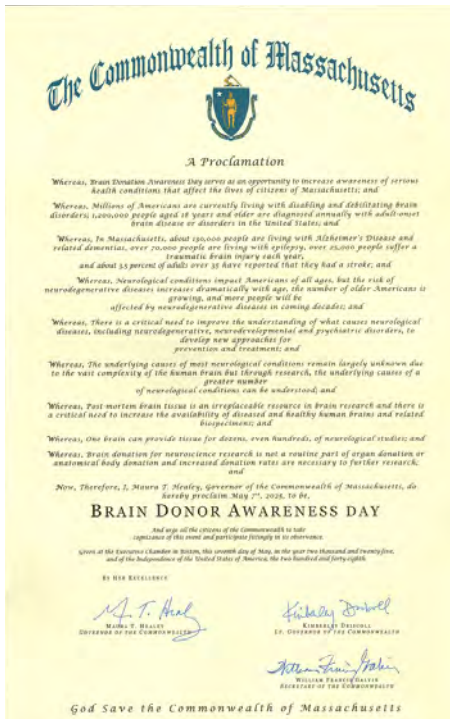 The Commonwealth of Massachusetts
A Proclamation
Whereas, Brain Donation Awareness Day serves as an opportunity to increase awareness of serious
health conditions that affect the lives of citizens of Massachusetts; and
Whereas, Millions of Americans are currently living with disabling and debilitating brain
disorders; 1,200,000 people aged 18 years and older are diagnosed annually with adult-onset
brain disease or disorders in the United States; and
Whereas, In Massachusetts, about 130,000 people are living with Alzheimer's Disease and
related dementias, over 70,000 people are living with epilepsy, over 25,000 people suffer a
traumatic brain injury each year,
and about 3.5 percent of adults over 35 have reported that they had a stroke; and
Whereas, Neurological conditions impact Americans of all ages, but the risk of
neurodegenerative diseases increases dramatically with age, the number of older Americans is
growing, and more people will be
affected by neurodegenerative diseases in coming decades; and
Whereas, There is a critical need to improve the understanding of what causes neurological
diseases, including neurodegenerative, neurodevelopmental and psychiatric disorders, to
develop new approaches for
prevention and treatment; and
Whereas, The underlying causes of most neurological conditions remain largely unknown due
to the vast complexity of the human brain but through research, the underlying causes of a
greater number
of neurological conditions can be understood; and
Whereas, Post-mortem brain tissue is an irreplaceable resource in brain research and there is
a critical need to increase the availability of diseased and healthy human brains and related
biospecimens; and
Whereas, One brain can provide tissue for dozens, even hundreds, of neurological studies; and
Whereas, Brain donation for neuroscience research is not a routine part of organ donation or
anatomical body donation and increased donation rates are necessary to further research;
and
Now, Therefore, I, Maura T. Healey, Governor of the Commonwealth of Massachusetts, do
hereby proclaim May 7th, 2025, to be,
BRAIN DONOR AWARENESS DAY
And urge all the citizens of the Commonwealth to take
cognizance of this event and participate fittingly in its observance.
Given at the Executive Chamber in Boston, this seventh day of May, in the year two thousand and twenty-five,
and of the Independence of the United States of America, the two hundred and forty-eighth.
BY HER EXCELLENCY
MAURA T. HEALEY
GOVERNOR OF THE COMMONWEALTH
KIMBERLEY DRISCOLL
LT. GOVERNOR OF THE COMMONWEALTH
WILLIAM FRANCIS GALVIN
SECRETARY OF THE COMMONWEALTH
God Save the Commonwealth of Massachusetts